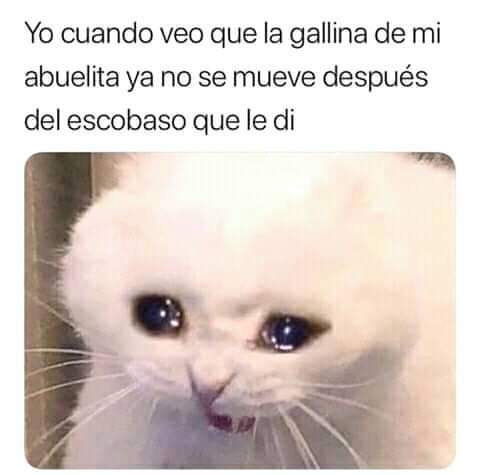 Yo cuando veo que la gallina de mi
abuelita ya no se mueve después
del escobaso que le di